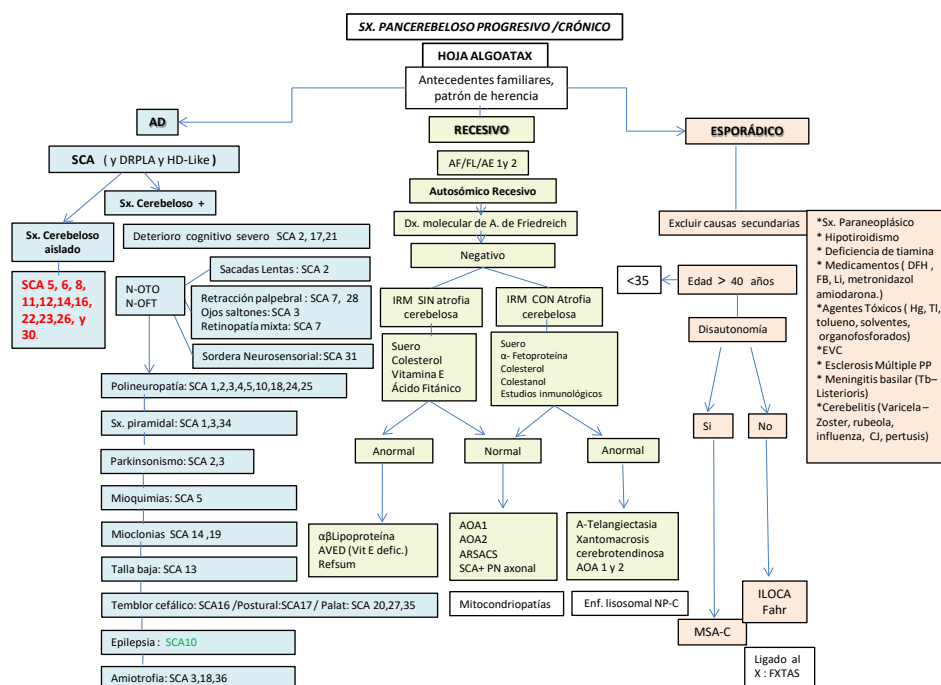 SX. PANCEREBELOSO PROGRESIVO /CRÓNICO
HOJA ALGOATAX
Antecedentes familiares,
patrón de herencia
AD
SCA ( y DRPLA y HD-Like )
Sx. Cerebeloso +
Sx. Cerebeloso
aislado
SCA 5, 6, 8,
11,12,14,16,
22,23,26, y
30.
Deterioro cognitivo severo SCA 2, 17,21
N-OTO
N-OFT
Sacadas Lentas : SCA 2
Retracción palpebral : SCA 7, 28
Ojos saltones: SCA 3
Retinopatía mixta: SCA 7
Sordera Neurosensorial: SCA 31
Polineuropatía: SCA 1,2,3,4,5,10,18,24,25
Sx. piramidal: SCA 1,3,34
Parkinsonismo: SCA 2,3
Mioquimias: SCA 5
Mioclonias SCA 14 ,19
Talla baja: SCA 13
Temblor cefálico: SCA16 /Postural:SCA17 / Palat: SCA 20,27,35
Epilepsia : SCA10
Amiotrofia: SCA 3,18,36
RECESIVO
AF/FL/AE 1y 2
Autosómico Recesivo
Dx. molecular de A. de Friedreich
Negativo
IRM SIN atrofia
cerebelosa
IRM CON Atrofia
cerebelosa
Suero
Colesterol
Vitamina E
Ácido Fitánico
Suero
α- Fetoproteína
Colesterol
Colestanol
Estudios inmunológicos
Anormal
Normal
Anormal
αβLipoproteína
AVED (Vit E defic.)
Refsum
AOA1
AOA2
ARSACS
SCA+ PN axonal
A-Telangiectasia
Xantomacrosis
cerebrotendinosa
AOA 1 y 2
Mitocondriopatías
Enf. lisosomal NP-C
ESPORÁDICO
Excluir causas secundarias
*Sx. Paraneoplásico
* Hipotiroidismo
* Deficiencia de tiamina
* Medicamentos ( DFH ,
FB, Li, metronidazol
amiodarona.)
*Agentes Tóxicos ( Hg, Tl,
tolueno, solventes,
organofosforados)
*EVC
* Esclerosis Múltiple PP
* Meningitis basilar (Tb–
Listerioris)
*Cerebelitis (Varicela –
Zoster, rubeola,
influenza, CJ, pertusis)
<35
Edad > 40 años
Disautonomía
Si
No
MSA-C
ILOCA
Fahr
Ligado al
X : FXTAS